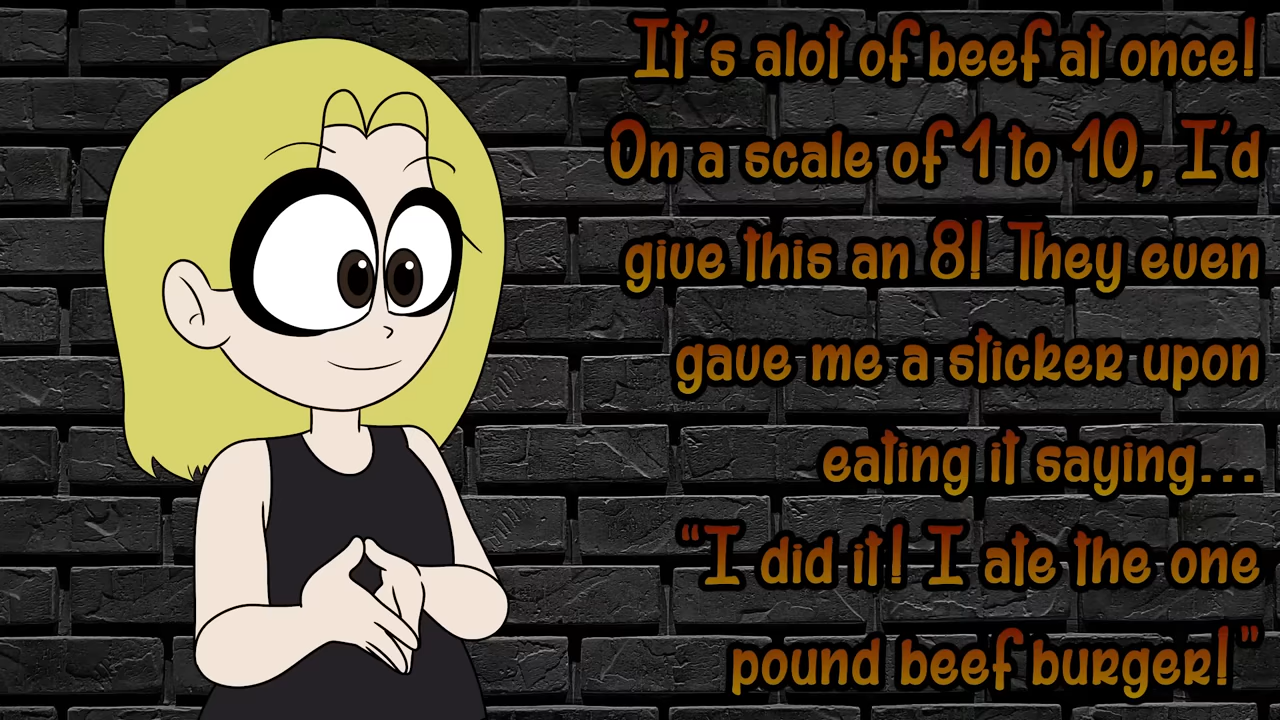 It's alot of beef at once!
On a scale of 1 to 10, I'd
give this an 8! They even
gave me a sticker upon
eating it saying...
“I did it! I ate the one
pound beef burger!”